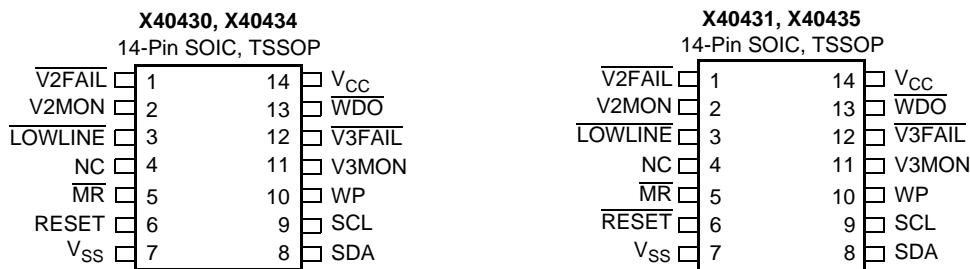 X40430, X40434
14-Pin SOIC, TSSOP
V2FAIL 1 14 VCC
V2MON 2 13 WDO
LOWLINE 3 12 V3FAIL
NC 4 11 V3MON
MR 5 10 WP
RESET 6 9 SCL
VSS 7 8 SDA
X40431, X40435
14-Pin SOIC, TSSOP
V2FAIL 1 14 VCC
V2MON 2 13 WDO
LOWLINE 3 12 V3FAIL
NC 4 11 V3MON
MR 5 10 WP
RESET 6 9 SCL
VSS 7 8 SDA